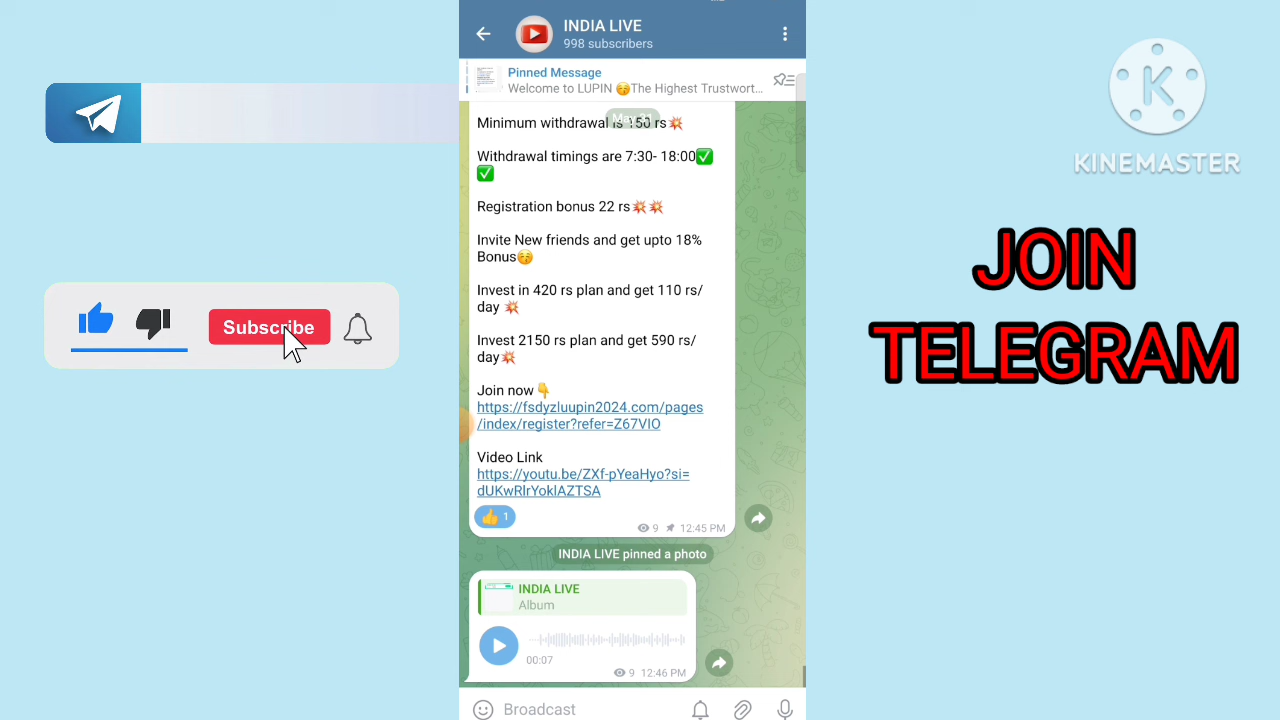 INDIA LIVE
998 subscribers
Pinned Message
Welcome to LUPIN 😚The Highest Trustwort...
Minimum withdrawal is 150 rs💥
Withdrawal timings are 7:30- 18:00✅
✅
Registration bonus 22 rs💥💥
Invite New friends and get upto 18%
Bonus😚
Invest in 420 rs plan and get 110 rs/
day 💥
Invest 2150 rs plan and get 590 rs/
day💥
Join now👇
https://fsdyzluupin2024.com/pages
/index/register?refer=Z67VIO
Video Link
https://youtu.be/ZXf-pYeaHyo?si=
dUKwRlrYoklAZTSA
👍 1
9 12:45 PM
INDIA LIVE pinned a photo
INDIA LIVE
Album
00:07
9 12:46 PM
Broadcast
Subscribe
K
KINEMASTER
JOIN
TELEGRAM